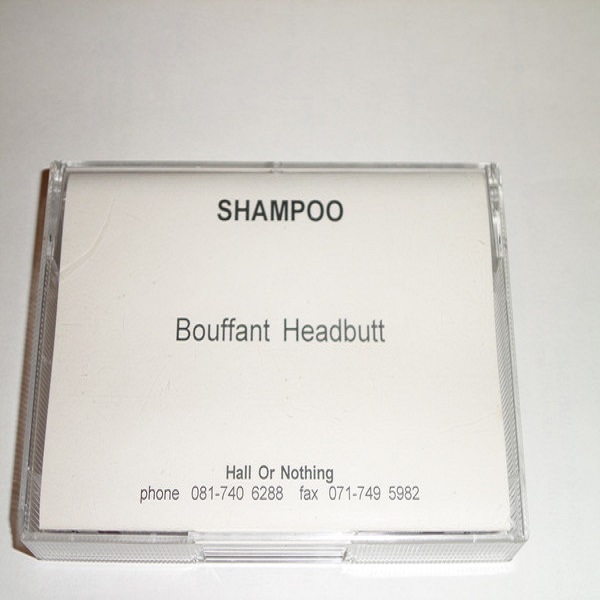 SHAMPOO
Bouffant Headbutt
Hall Or Nothing
phone 081-740 6288 fax 071-749 5982